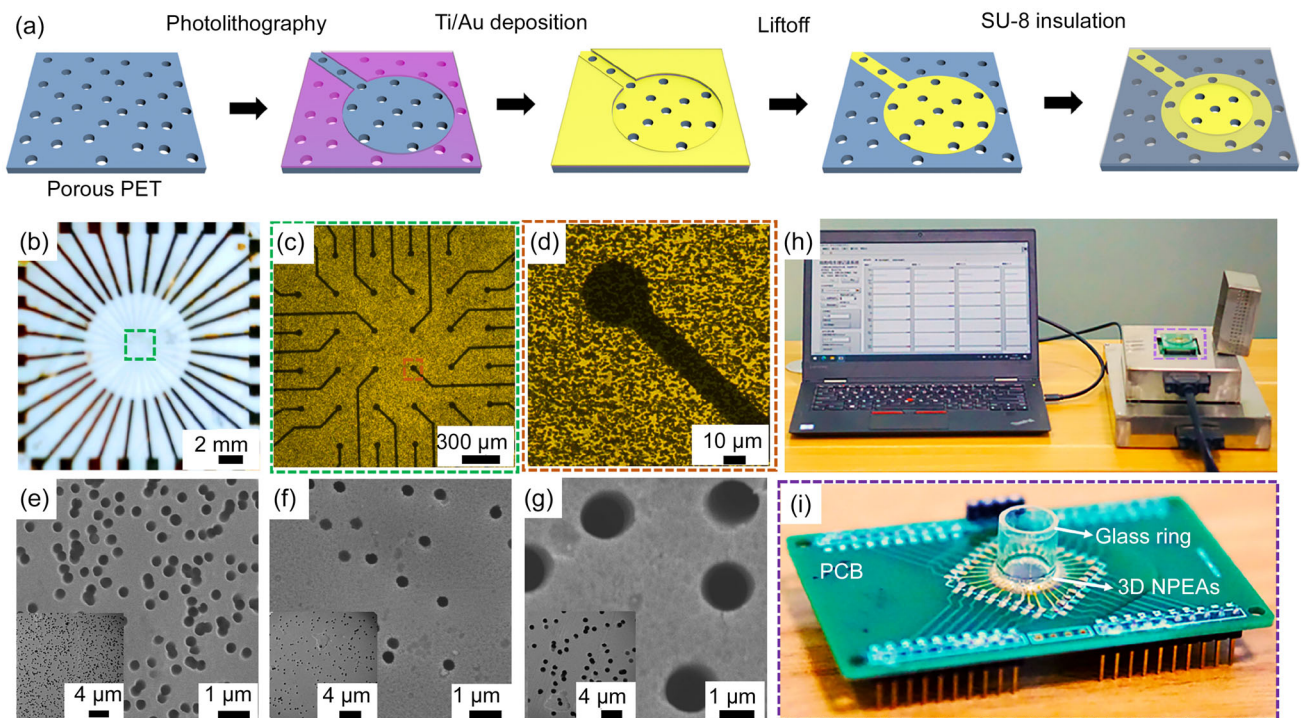 (a)
Photolithography
Ti/Au deposition
Liftoff
SU-8 insulation
Porous PET
(b)
2 mm
(c)
300 μm
(d)
10 μm
(h)
(e)
4 μm
1 μm
(f)
4 μm
1 μm
(g)
4 μm
1 μm
(i)
Glass ring
PCB
3D NPEAs